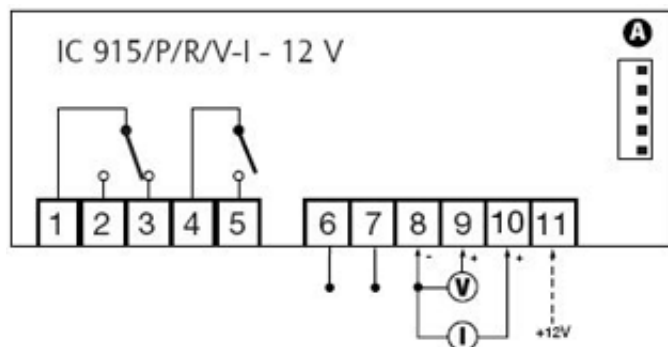 A
IC 915/P/R/V-I - 12 V
1 2 3 4 5 6 7 8 9 10 11
- + +
V
I
+12V